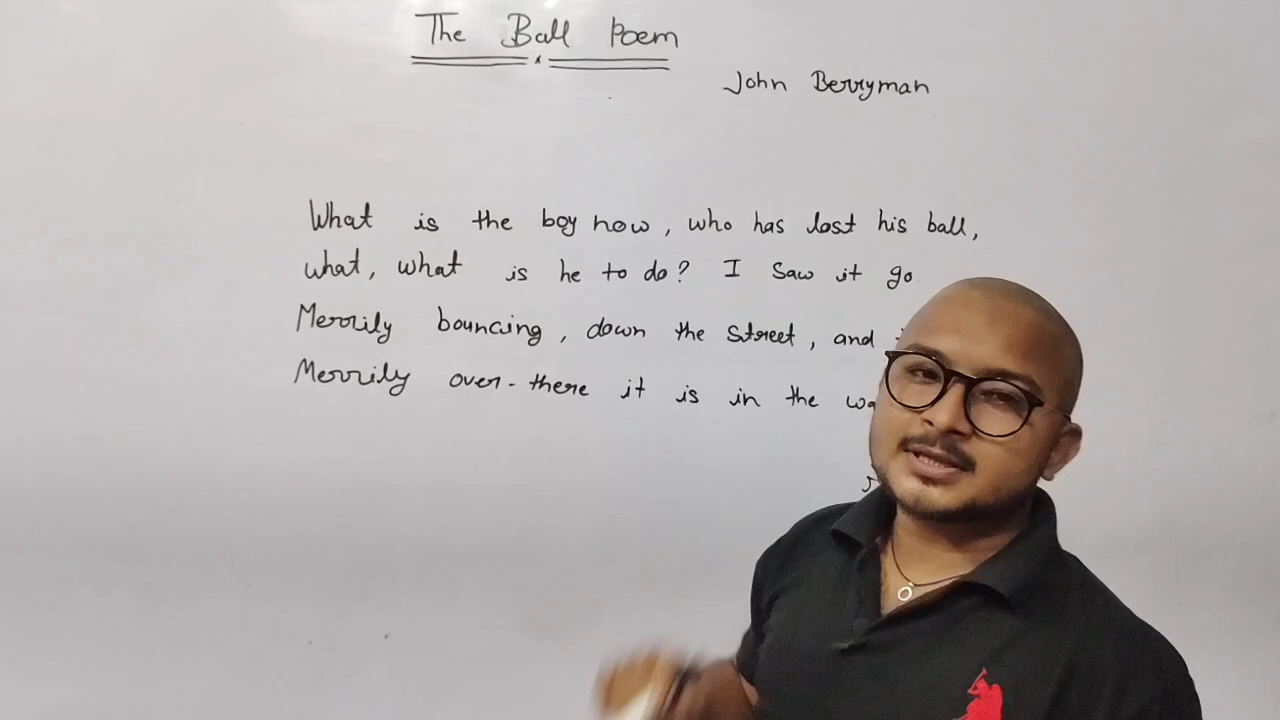 The Ball Poem
John Berryman
What is the boy now, who has lost his ball,
what, what is he to do? I saw it go
Merrily bouncing, down the street, and
Merrily over-there it is in the